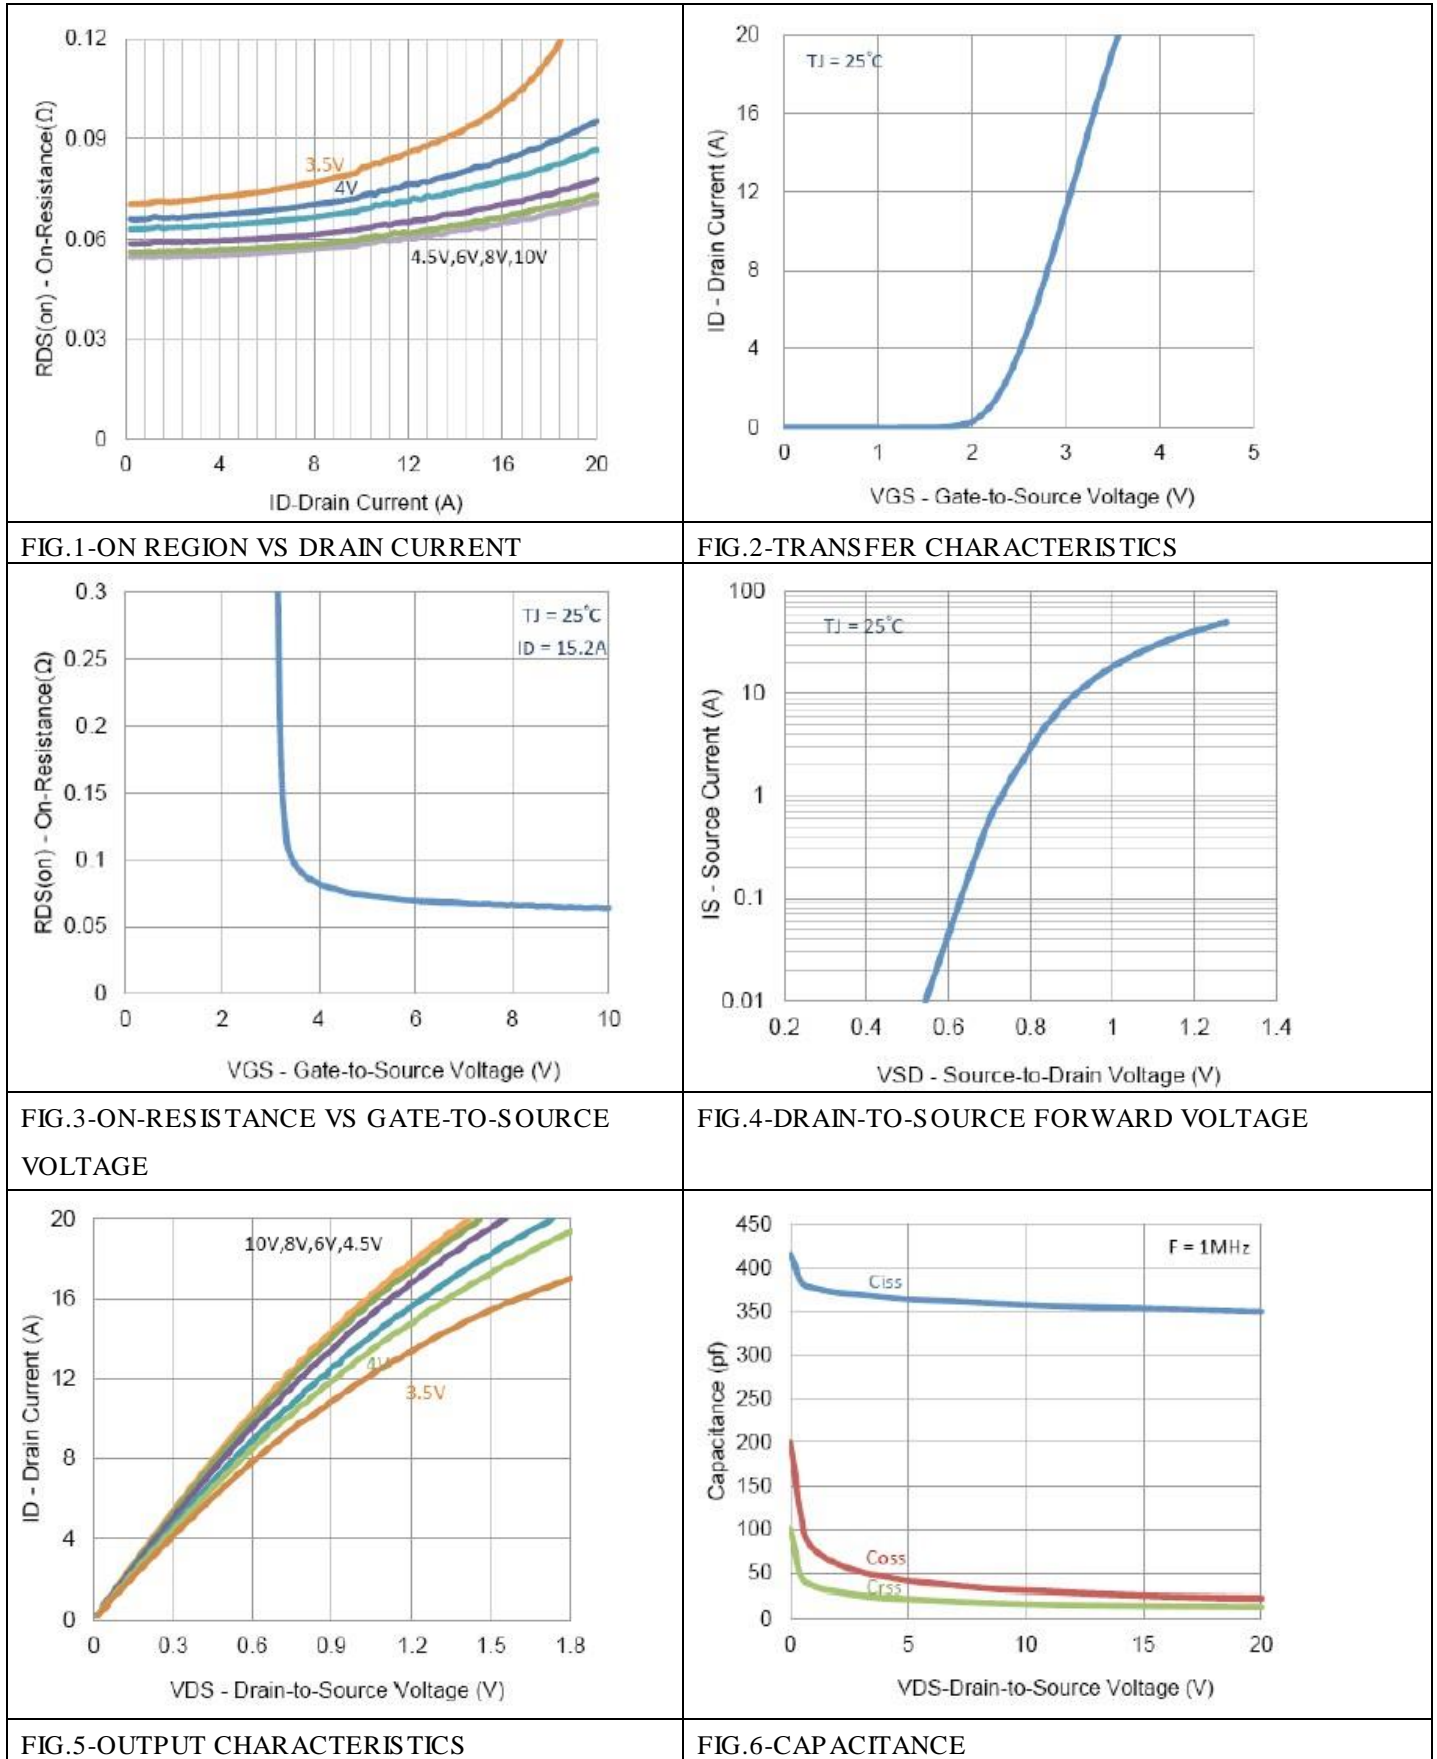 0.12
0.09
0.06
0.03
0
RDS(on) - On-Resistance(Ω)
3.5V
4V
4.5V,6V,8V,10V
0 4 8 12 16 20
ID-Drain Current (A)
20
16
12
8
4
0
ID - Drain Current (A)
TJ = 25°C
0 1 2 3 4 5
VGS - Gate-to-Source Voltage (V)
FIG.1-ON REGION VS DRAIN CURRENT
FIG.2-TRANSFER CHARACTERISTICS
0.3
0.25
0.2
0.15
0.1
0.05
0
RDS(on) - On-Resistance(Ω)
TJ = 25°C
ID = 15.2A
0 2 4 6 8 10
VGS - Gate-to-Source Voltage (V)
100
10
1
0.1
0.01
IS - Source Current (A)
TJ = 25°C
0.2 0.4 0.6 0.8 1 1.2 1.4
VSD - Source-to-Drain Voltage (V)
FIG.3-ON-RESISTANCE VS GATE-TO-SOURCE
VOLTAGE
FIG.4-DRAIN-TO-SOURCE FORWARD VOLTAGE
20
16
12
8
4
0
ID - Drain Current (A)
10V,8V,6V,4.5V
4V
3.5V
0 0.3 0.6 0.9 1.2 1.5 1.8
VDS - Drain-to-Source Voltage (V)
450
400
350
300
250
200
150
100
50
0
Capacitance (pf)
F = 1MHz
Ciss
Coss
Crss
0 5 10 15 20
VDS-Drain-to-Source Voltage (V)
FIG.5-OUTPUT CHARACTERISTICS
FIG.6-CAPACITANCE